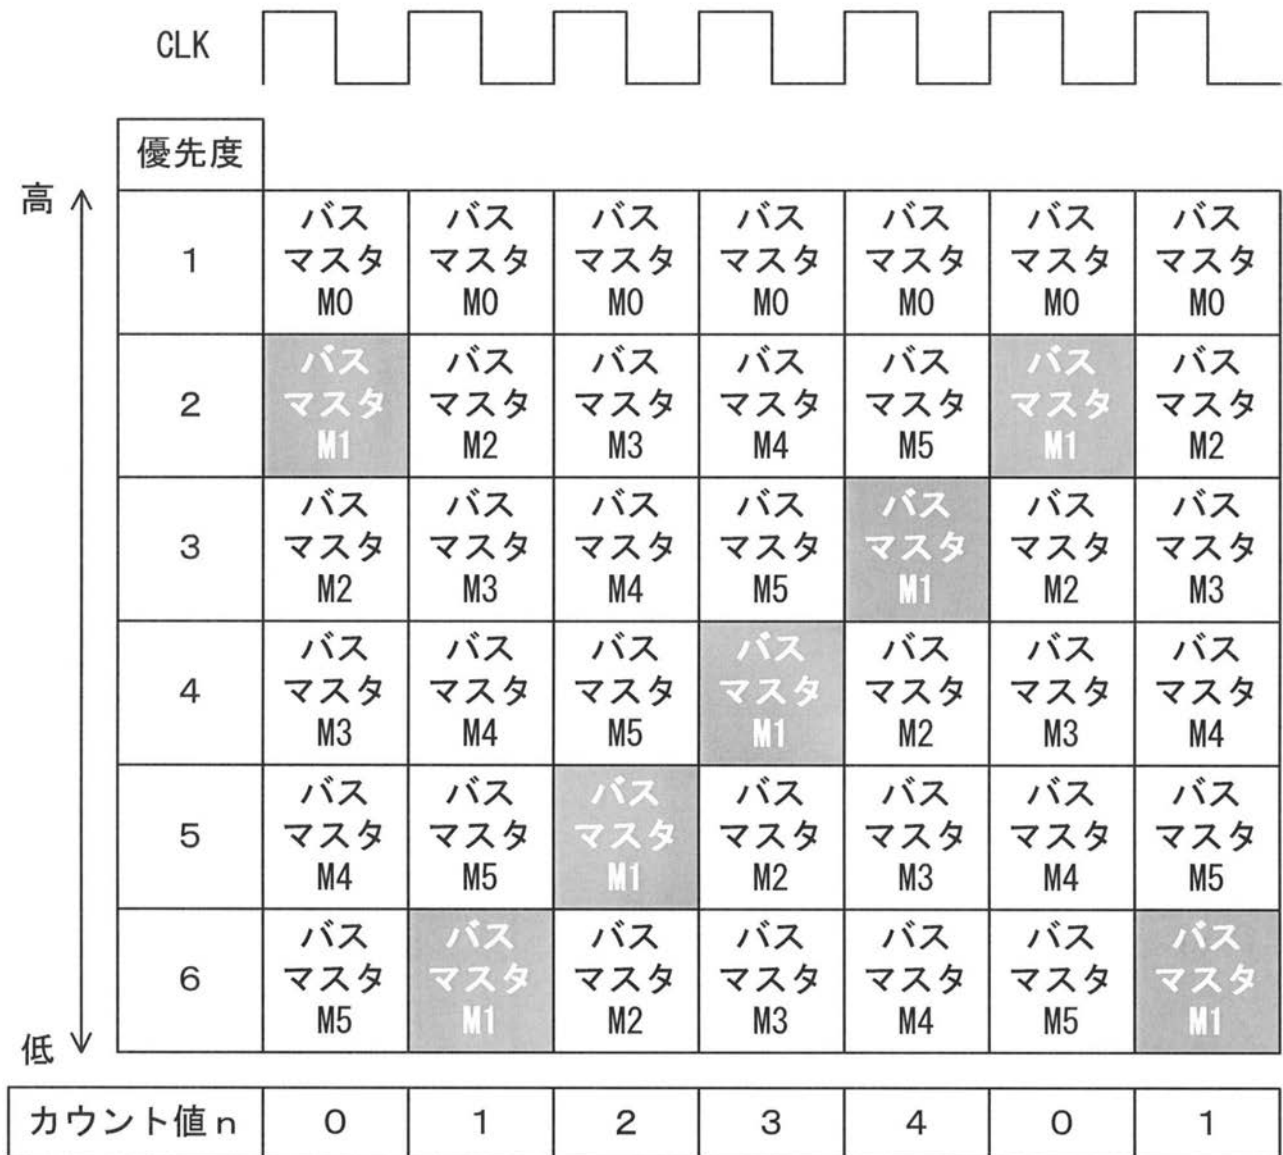 CLK
優先度
高
1
バス バス バス バス バス バス バス
マスタ マスタ マスタ マスタ マスタ マスタ マスタ
M0 M0 M0 M0 M0 M0 M0
2
バス バス バス バス バス バス バス
マスタ マスタ マスタ マスタ マスタ マスタ マスタ
M1 M2 M3 M4 M5 M1 M2
3
バス バス バス バス バス バス バス
マスタ マスタ マスタ マスタ マスタ マスタ マスタ
M2 M3 M4 M5 M1 M2 M3
4
バス バス バス バス バス バス バス
マスタ マスタ マスタ マスタ マスタ マスタ マスタ
M3 M4 M5 M1 M2 M3 M4
5
バス バス バス バス バス バス バス
マスタ マスタ マスタ マスタ マスタ マスタ マスタ
M4 M5 M1 M2 M3 M4 M5
6
バス バス バス バス バス バス バス
マスタ マスタ マスタ マスタ マスタ マスタ マスタ
M5 M1 M2 M3 M4 M5 M1
低
カウント値n 0 1 2 3 4 0 1